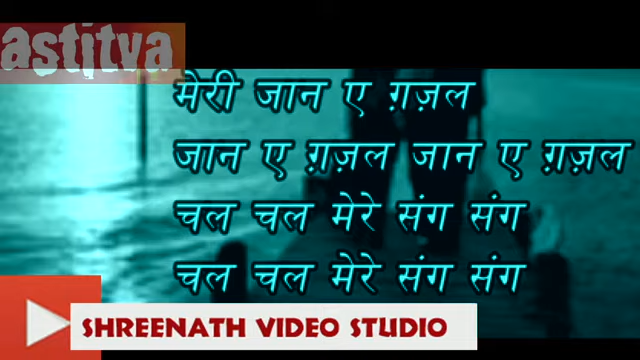 astitva
मेरी जान ए ग़ज़ल
जान ए ग़ज़ल जान ए ग़ज़ल
चल चल मेरे संग संग
चल चल मेरे संग संग
SHREENATH VIDEO STUDIO